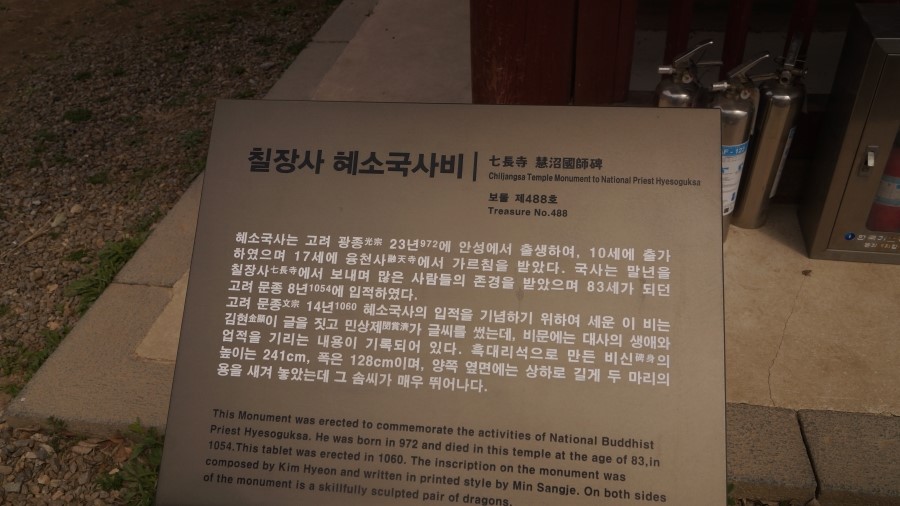 칠장사 혜소국사비
七長寺 慧沼國師碑
Chiljangsa Temple Monument to National Priest Hyesoguksa
보물 제488호
Treasure No.488
혜소국사는 고려 광종光宗 23년972에 안성에서 출생하여, 10세에 출가
하였으며 17세에 융천사融天寺에서 가르침을 받았다. 국사는 말년을
칠장사七長寺에서 보내며 많은 사람들의 존경을 받았으며 83세가 되던
고려 문종 8년1054에 입적하였다.
고려 문종文宗 14년1060 혜소국사의 입적을 기념하기 위하여 세운 이 비는
김현金顯이 글을 짓고 민상제閔賞濟가 글씨를 썼는데, 비문에는 대사의 생애와
업적을 기리는 내용이 기록되어 있다. 흑대리석으로 만든 비신碑身의
높이는 241cm, 폭은 128cm이며, 양쪽 옆면에는 상하로 길게 두 마리의
용을 새겨 놓았는데 그 솜씨가 매우 뛰어나다.
This Monument was erected to commemorate the activities of National Buddhist
Priest Hyesoguksa. He was born in 972 and died in this temple at the age of 83,in
1054.This tablet was erected in 1060. The inscription on the monument was
composed by Kim Hyeon and written in printed style by Min Sangje. On both sides
of the monument is a skillfully sculpted pair of dragons.